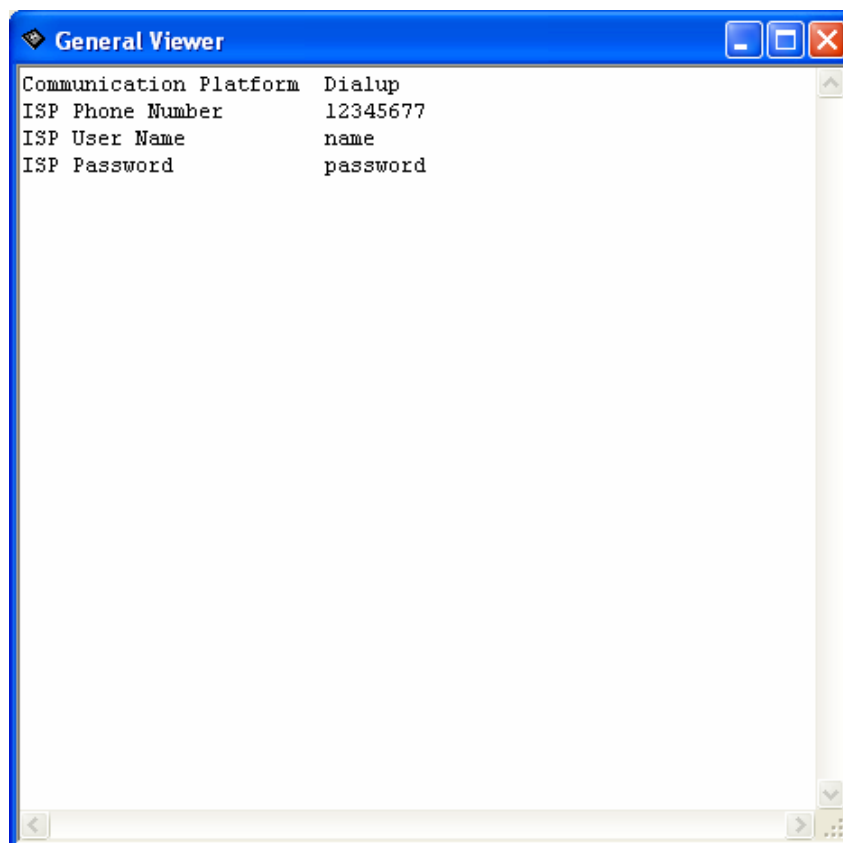 General Viewer
Communication Platform Dialup
ISP Phone Number 12345677
ISP User Name name
ISP Password password